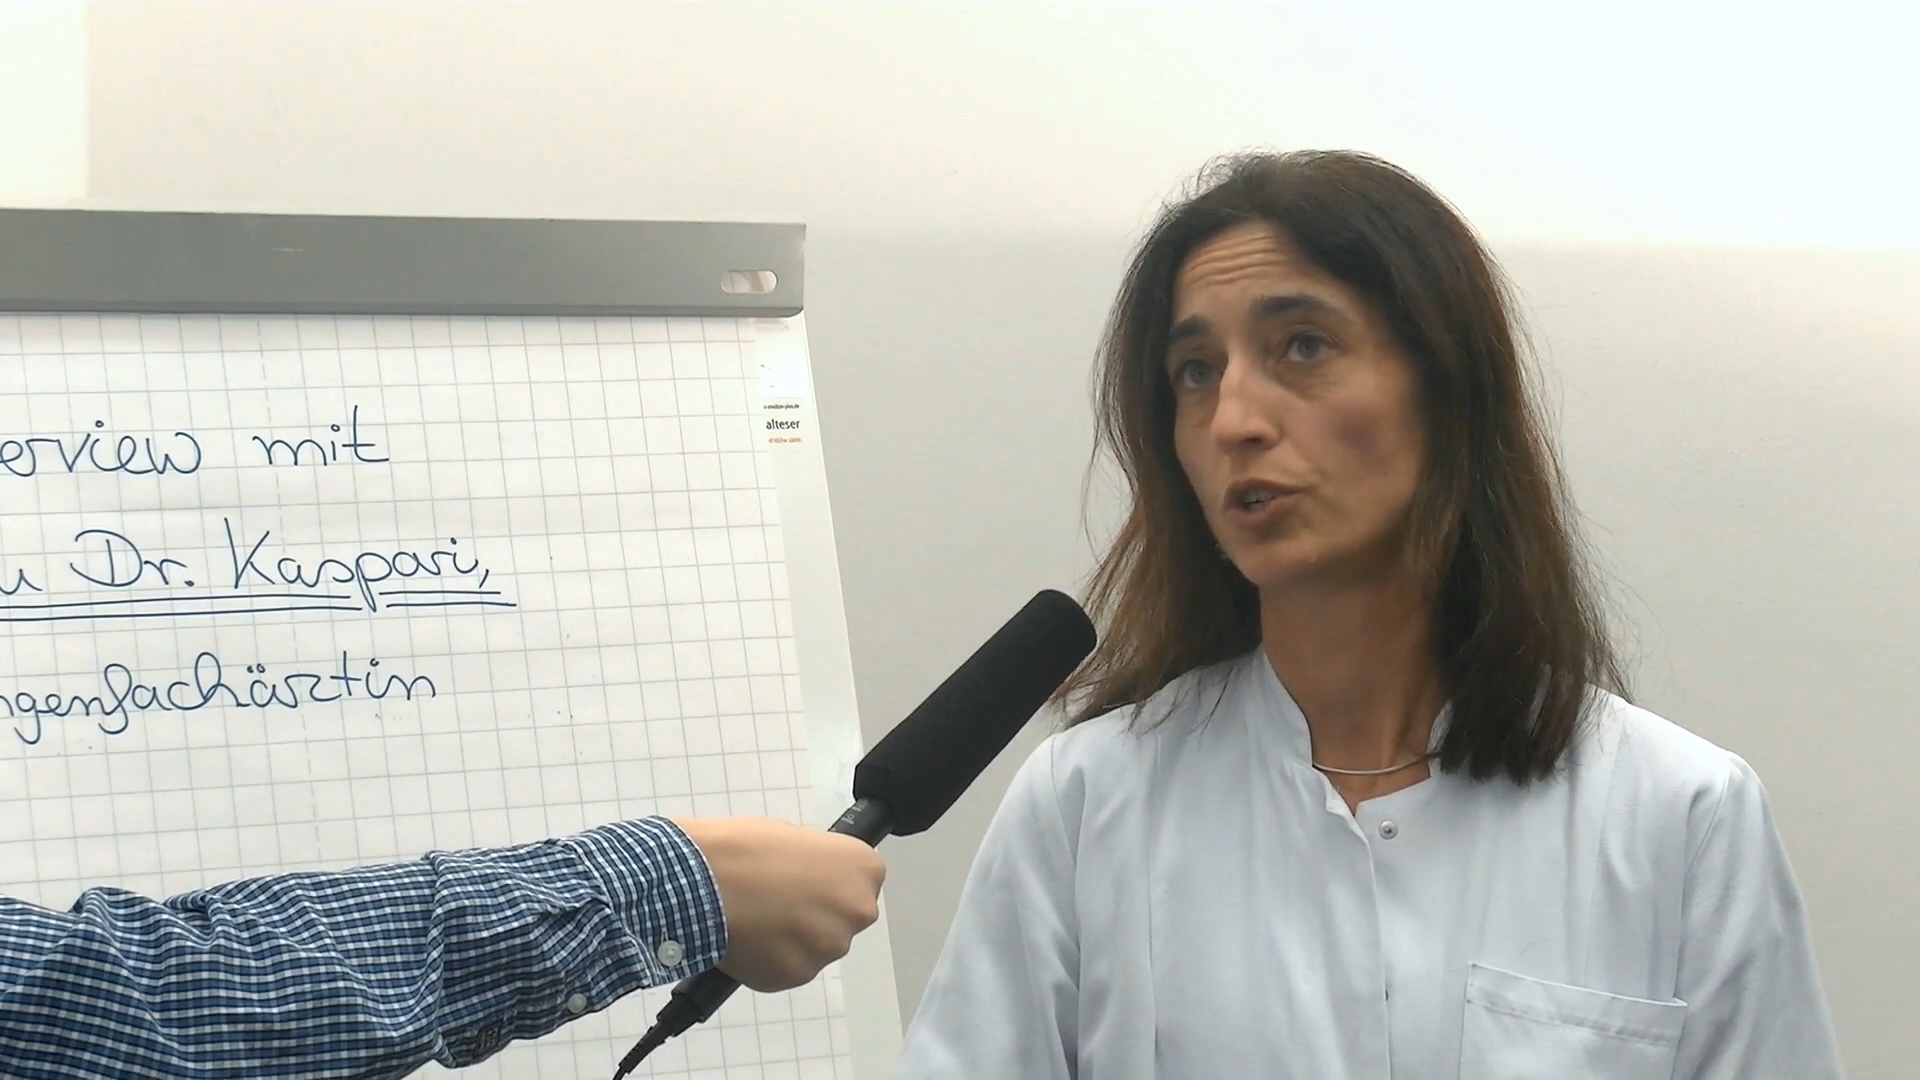 erview mit
u Dr. Kaspari,
ngenfachärztin
alteser